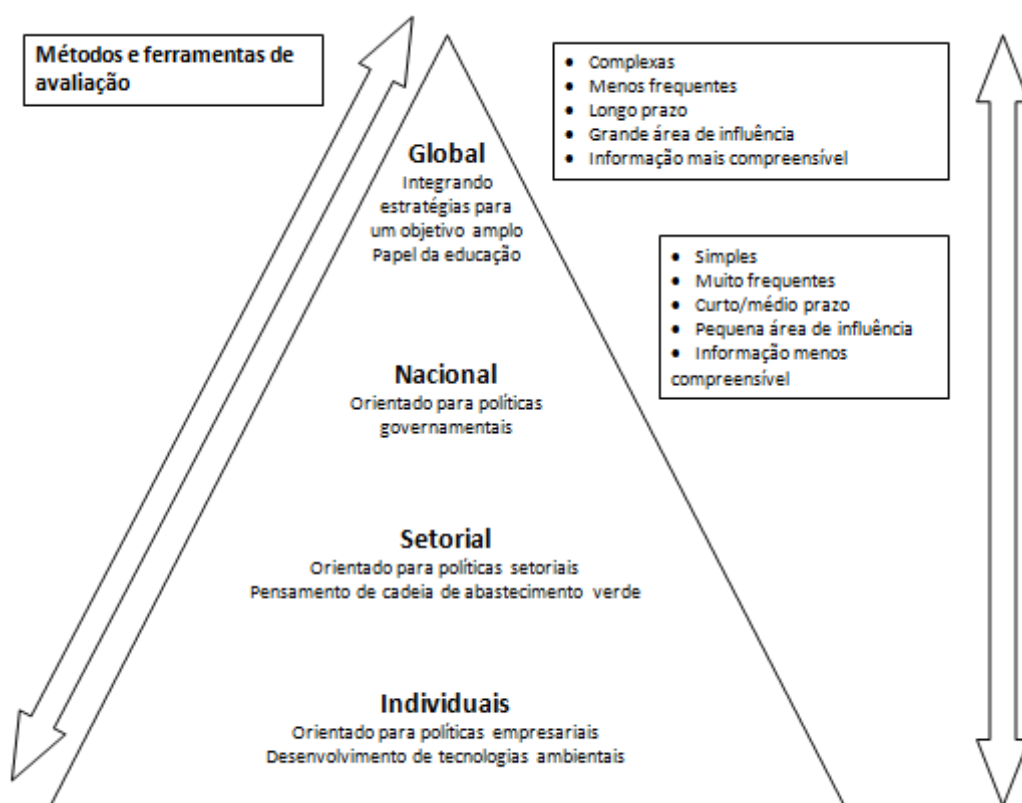 Métodos e ferramentas de
avaliação
• Complexas
• Menos frequentes
• Longo prazo
• Grande área de influência
• Informação mais compreensível
Global
Integrando
estratégias para
um objetivo amplo
Papel da educação
• Simples
• Muito frequentes
• Curto/médio prazo
• Pequena área de influência
• Informação menos
compreensível
Nacional
Orientado para políticas
governamentais
Setorial
Orientado para políticas setoriais
Pensamento de cadeia de abastecimento verde
Individuais
Orientado para políticas empresariais
Desenvolvimento de tecnologias ambientais